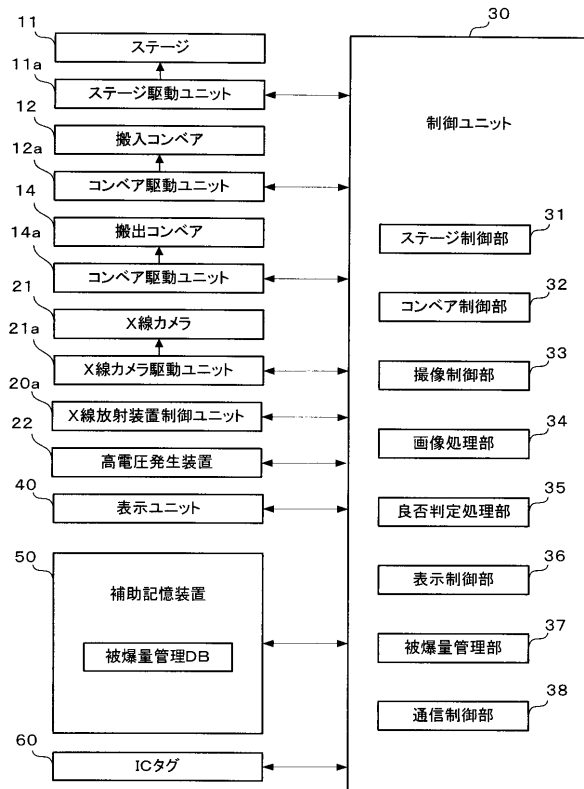 11
ステージ
11a
ステージ駆動ユニット
12
搬入コンベア
12a
コンベア駆動ユニット
14
搬出コンベア
14a
コンベア駆動ユニット
21
X線カメラ
21a
X線カメラ駆動ユニット
20a
X線放射装置制御ユニット
22
高電圧発生装置
40
表示ユニット
50
補助記憶装置
被爆量管理DB
60
ICタグ
30
制御ユニット
31
ステージ制御部
32
コンベア制御部
33
撮像制御部
34
画像処理部
35
良否判定処理部
36
表示制御部
37
被爆量管理部
38
通信制御部